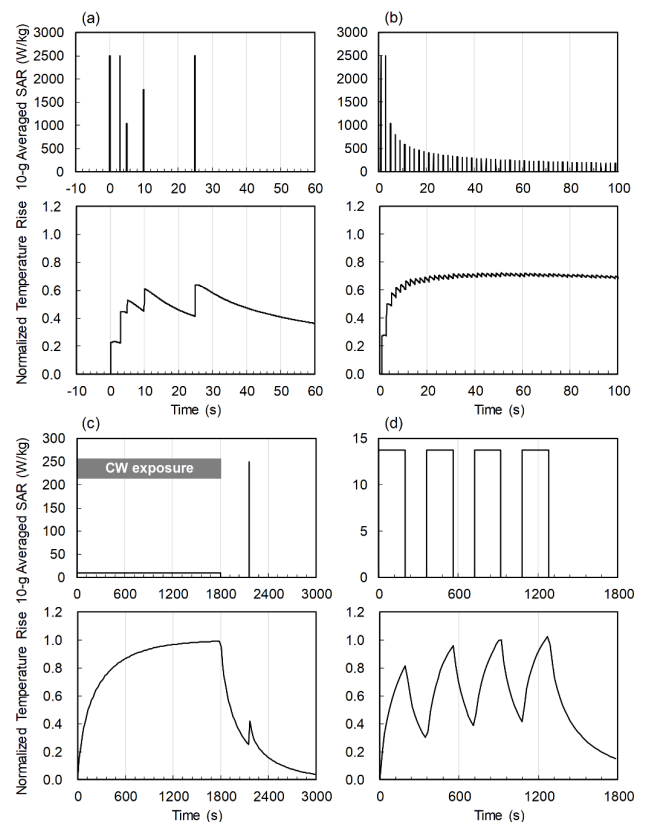 (a)
(b)
10-g Averaged SAR (W/kg)
3000
2500
2000
1500
1000
500
0
-10 0 10 20 30 40 50 60
3000
2500
2000
1500
1000
500
0
0 20 40 60 80 100
Normalized Temperature Rise
1.2
1.0
0.8
0.6
0.4
0.2
0.0
-10 0 10 20 30 40 50 60
Time (s)
1.2
1.0
0.8
0.6
0.4
0.2
0.0
0 20 40 60 80 100
Time (s)
(c)
(d)
10-g Averaged SAR (W/kg)
300
250
200
150
100
50
0
CW exposure
0 600 1200 1800 2400 3000
15
10
5
0
0 600 1200 1800
Normalized Temperature Rise
1.2
1.0
0.8
0.6
0.4
0.2
0.0
0 600 1200 1800 2400 3000
Time (s)
1.2
1.0
0.8
0.6
0.4
0.2
0.0
0 600 1200 1800
Time (s)